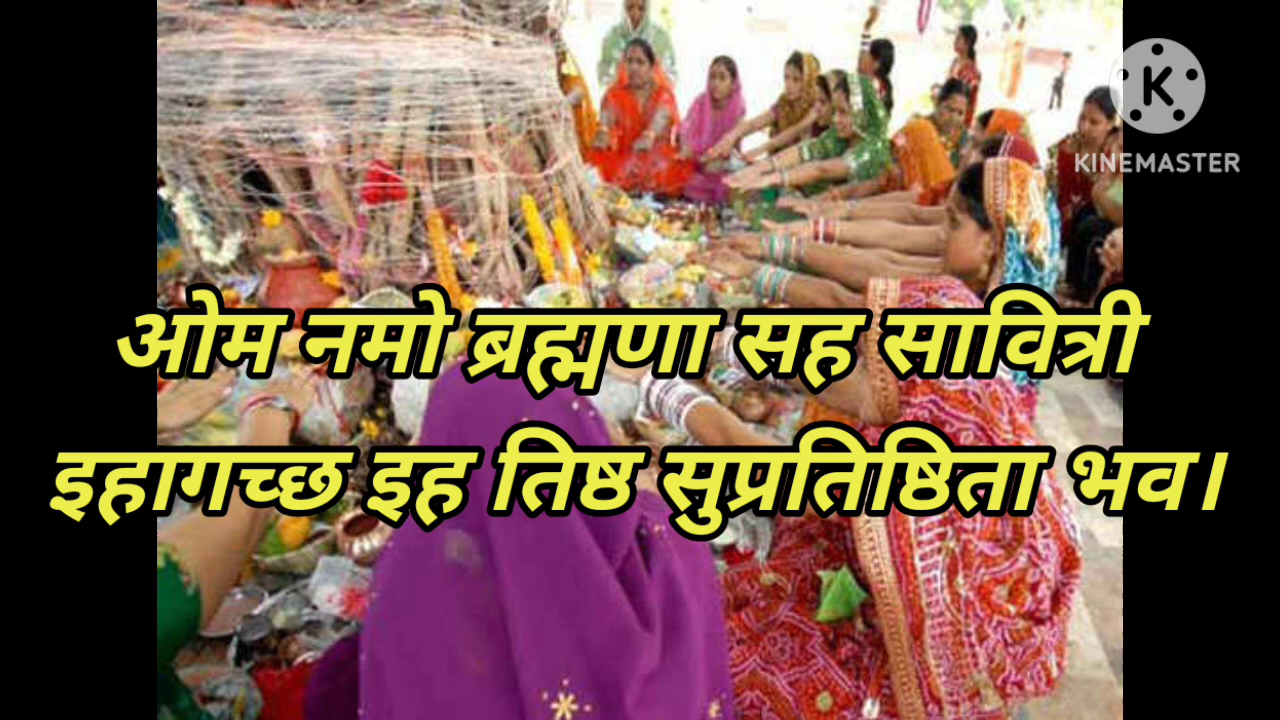 K
KINEMASTER
ओम नमो ब्रह्मणा सह सावित्री
इहागच्छ इह तिष्ठ सुप्रतिष्ठिता भव।